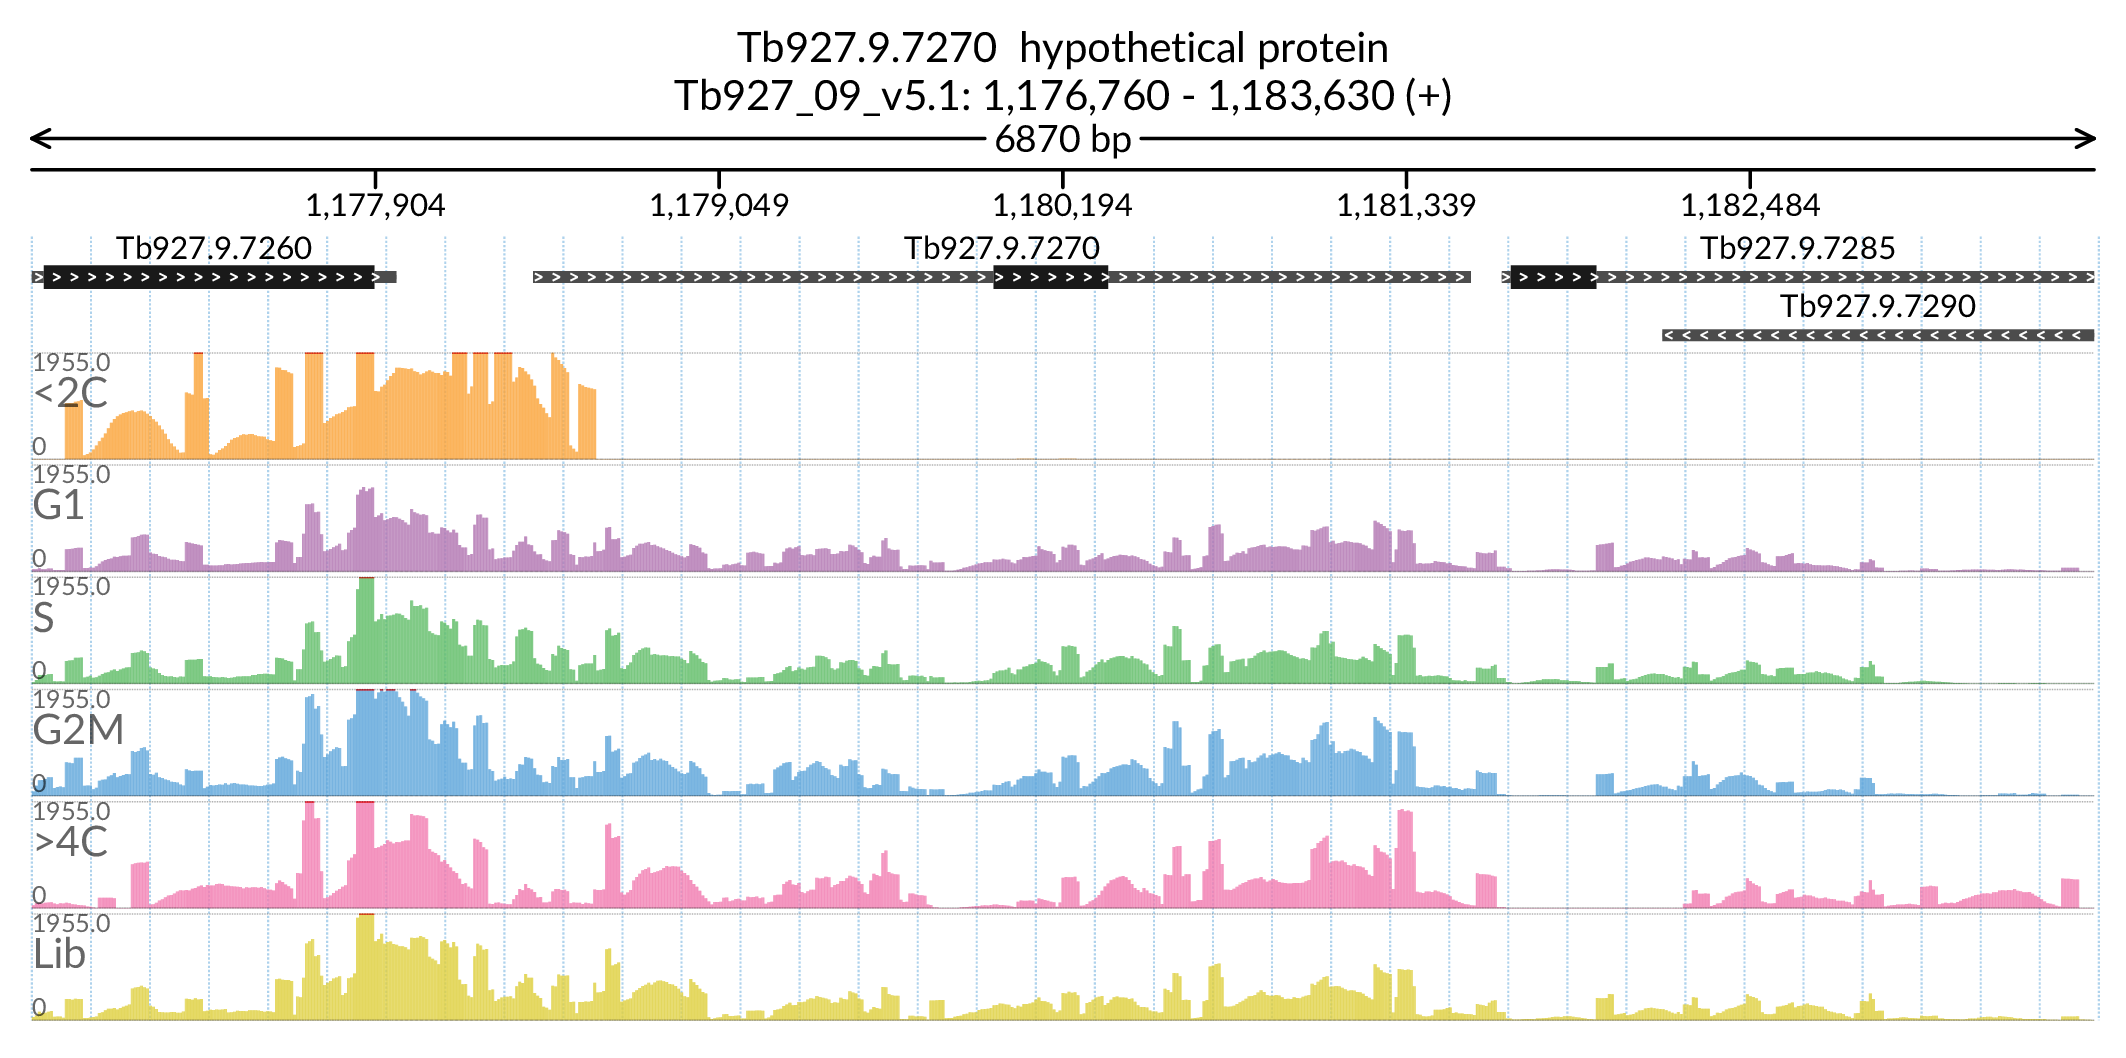 Tb927.9.7270  hypothetical protein
Tb927_09_v5.1: 1,176,760 - 1,183,630 (+)
6870 bp
1,177,904 1,179,049 1,180,194 1,181,339 1,182,484
Tb927.9.7260 Tb927.9.7270 Tb927.9.7285
Tb927.9.7290
1955.0
<2C
0
1955.0
G1
0
1955.0
S
0
1955.0
G2M
0
1955.0
>4C
0
1955.0
Lib
0